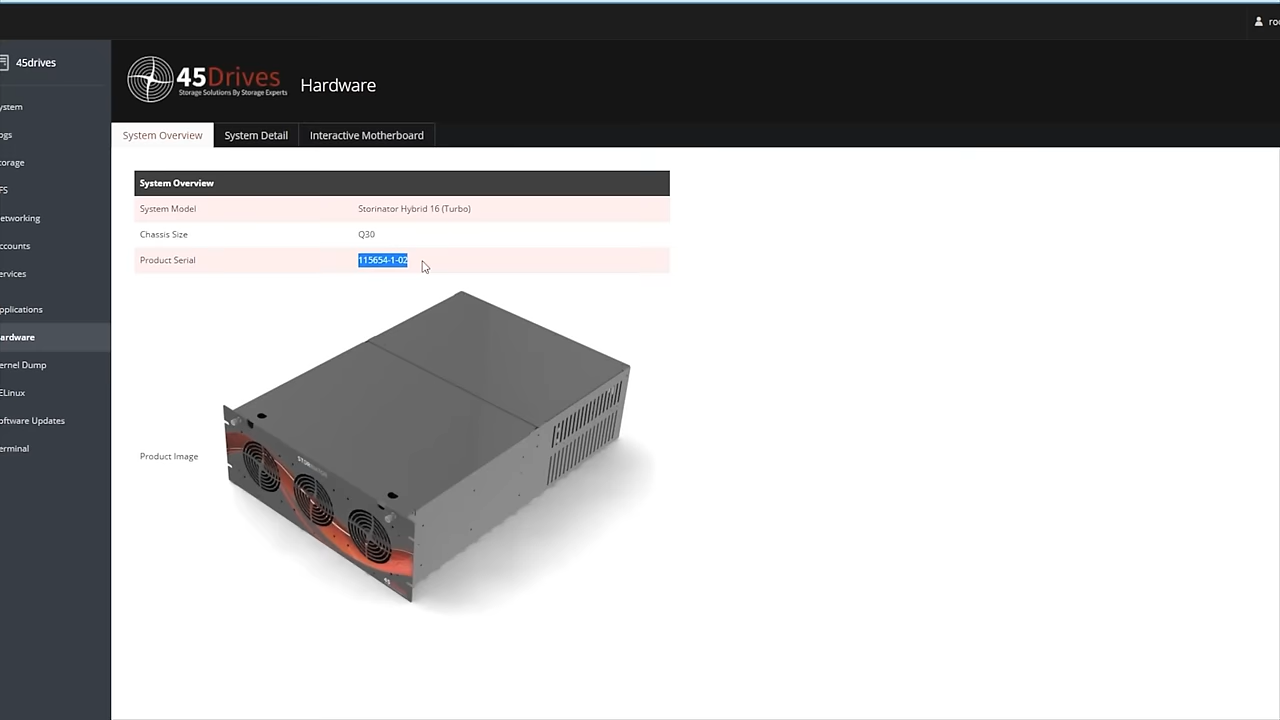 roo
45drives
45Drives
Storage Solutions By Storage Experts
Hardware
ystem
ogs
torage
FS
etworking
ccounts
ervices
pplications
ardware
ernel Dump
ELinux
oftware Updates
erminal
System Overview
System Detail
Interactive Motherboard
System Overview
System Model Storinator Hybrid 16 (Turbo)
Chassis Size Q30
Product Serial 115654-1-02
Product Image
45